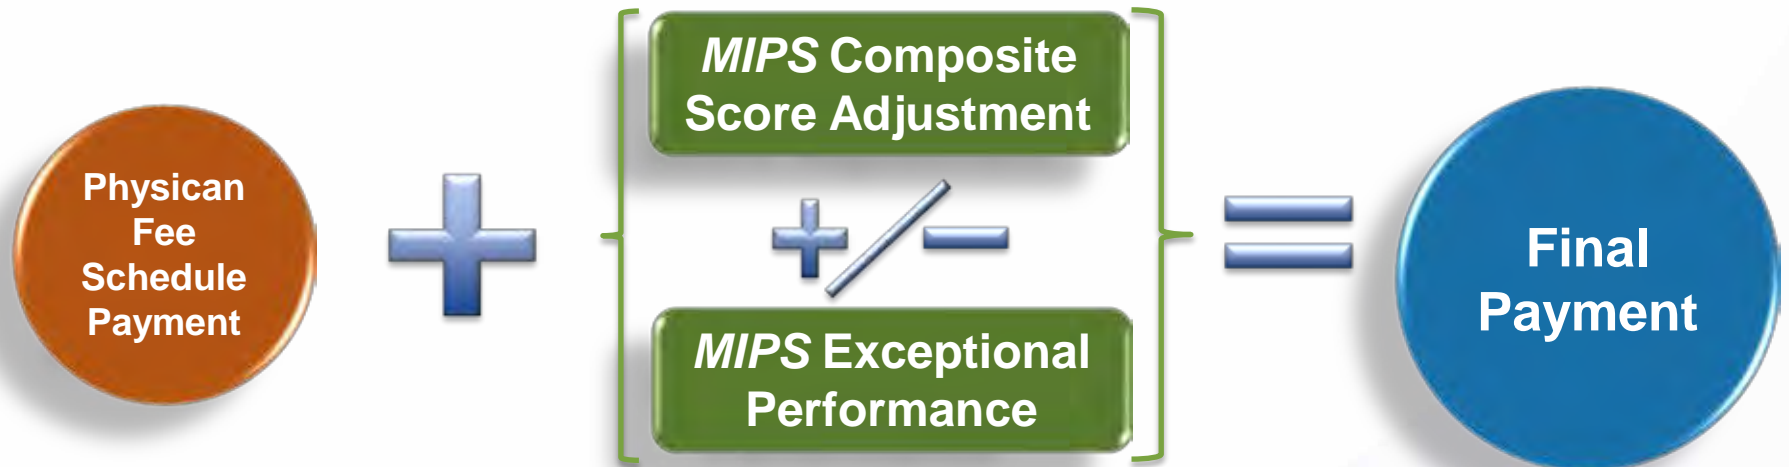 Physican
Fee
Schedule
Payment
+
MIPS Composite
Score Adjustment
+/−
MIPS Exceptional
Performance
=
Final
Payment